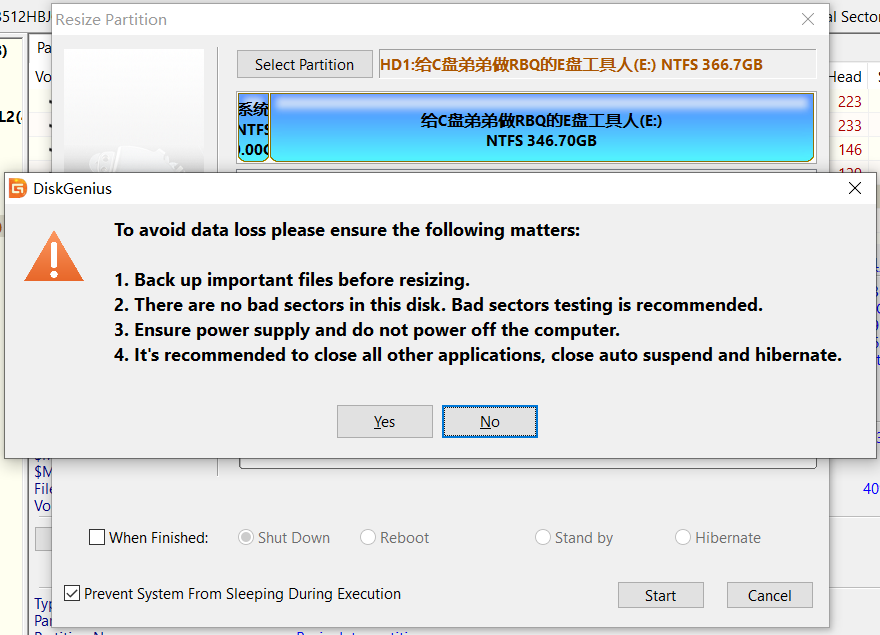 512HBJ
Resize Partition
al Sector
Pa
Select Partition
HD1:给C盘弟弟做RBQ的E盘工具人(E:) NTFS 366.7GB
Vo
Head
L2(
系统
NTFS
.00G
给C盘弟弟做RBQ的E盘工具人(E:)
NTFS 346.70GB
223
233
146
DiskGenius
To avoid data loss please ensure the following matters:
1. Back up important files before resizing.
2. There are no bad sectors in this disk. Bad sectors testing is recommended.
3. Ensure power supply and do not power off the computer.
4. It's recommended to close all other applications, close auto suspend and hibernate.
Yes
No
$M
File
40
Vo
When Finished:
Shut Down
Reboot
Stand by
Hibernate
Prevent System From Sleeping During Execution
Start
Cancel
Typ
Par